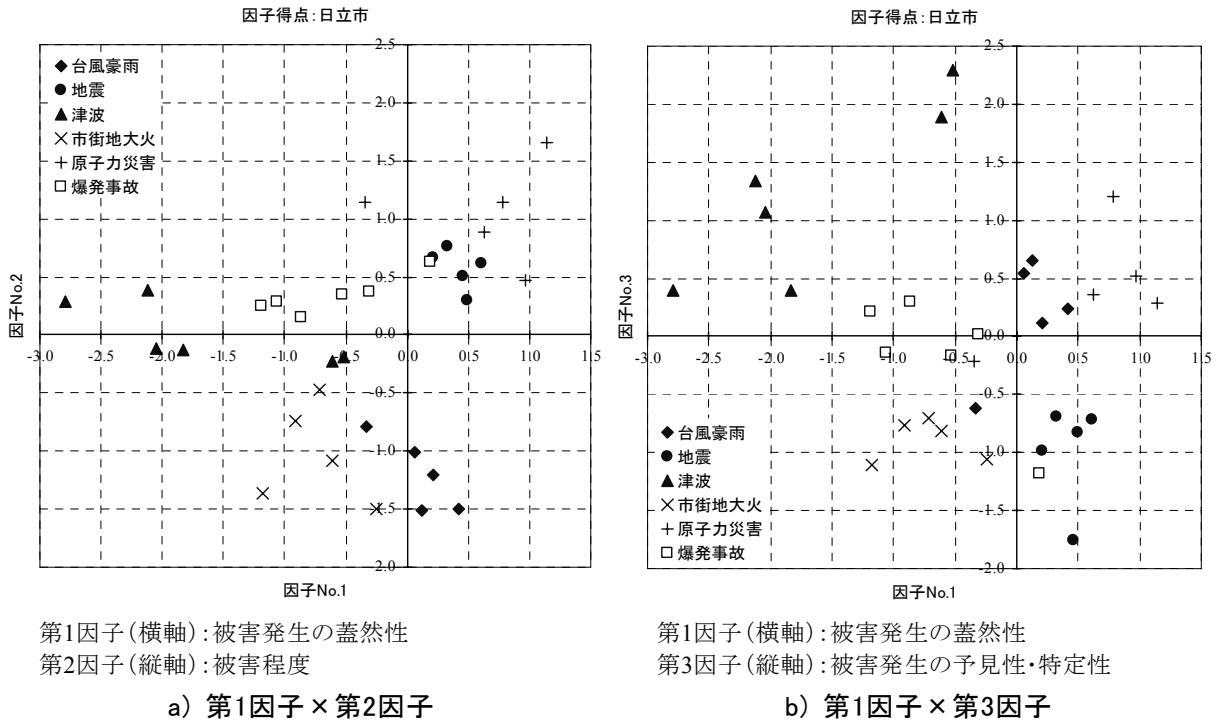 因子得点:日立市
2.5
◆ 台風豪雨
● 地震
▲ 津波
× 市街地大火
+ 原子力災害
□ 爆発事故
2.0
1.5
1.0
0.5
0.0
-3.0 -2.5 -2.0 -1.5 -1.0 -0.5 0.0 0.5 1.0 1.5
-0.5
-1.0
-1.5
-2.0
因子No.2
因子No.1
第1因子(横軸):被害発生の蓋然性
第2因子(縦軸):被害程度
a) 第1因子×第2因子
因子得点:日立市
2.5
2.0
1.5
1.0
0.5
0.0
-3.0 -2.5 -2.0 -1.5 -1.0 -0.5 0.0 0.5 1.0 1.5
-0.5
-1.0
-1.5
-2.0
◆ 台風豪雨
● 地震
▲ 津波
× 市街地大火
+ 原子力災害
□ 爆発事故
因子No.3
因子No.1
第1因子(横軸):被害発生の蓋然性
第3因子(縦軸):被害発生の予見性・特定性
b) 第1因子×第3因子